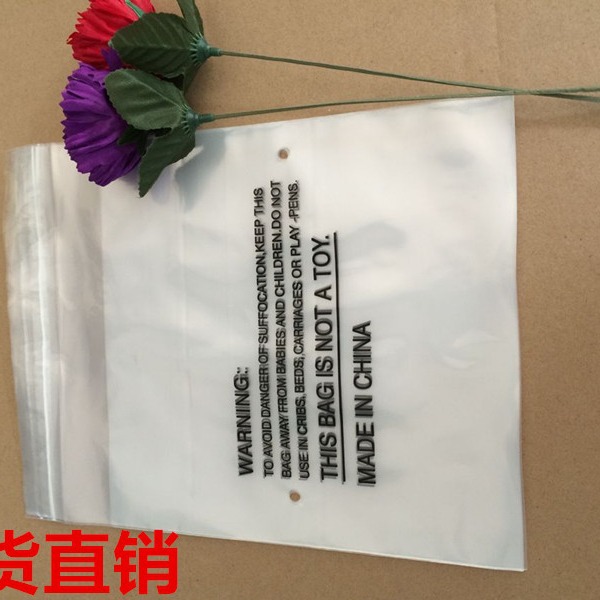 WARNING:
TO AVOID DANGER OF SUFFOCATION,KEEP THIS
BAG AWAY FROM BABIES AND CHILDREN.DO NOT
USE IN CRIBS, BEDS,CARRIAGES OR PLAY -PENS.
THIS BAG IS NOT A TOY.
MADE IN CHINA
货直销